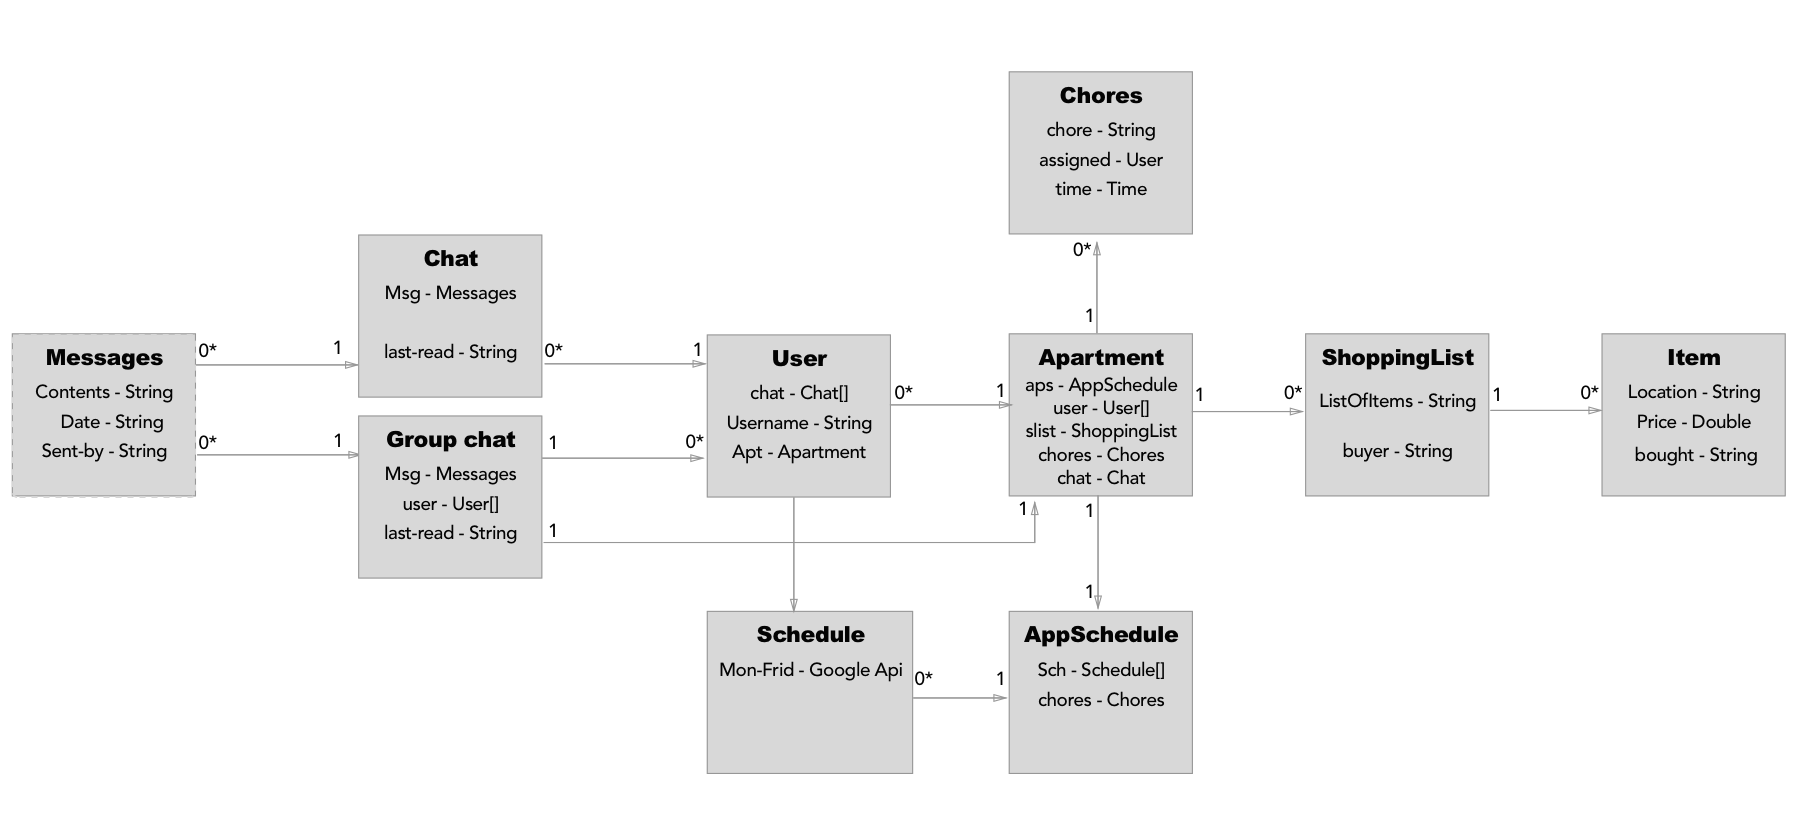 Chores
chore - String
assigned - User
time - Time
0*
1
Chat
Msg - Messages
last-read - String
0*
1
Messages
Contents - String
Date - String
Sent-by - String
0*
1
0*
1
Group chat
Msg - Messages
user - User[]
last-read - String
1
0*
1
1
User
chat - Chat[]
Username - String
Apt - Apartment
0*
1
Apartment
aps - AppSchedule
user - User[]
slist - ShoppingList
chores - Chores
chat - Chat
1
0*
ShoppingList
ListOfItems - String
buyer - String
1
0*
Item
Location - String
Price - Double
bought - String
1
1
Schedule
Mon-Frid - Google Api
0*
1
AppSchedule
Sch - Schedule[]
chores - Chores